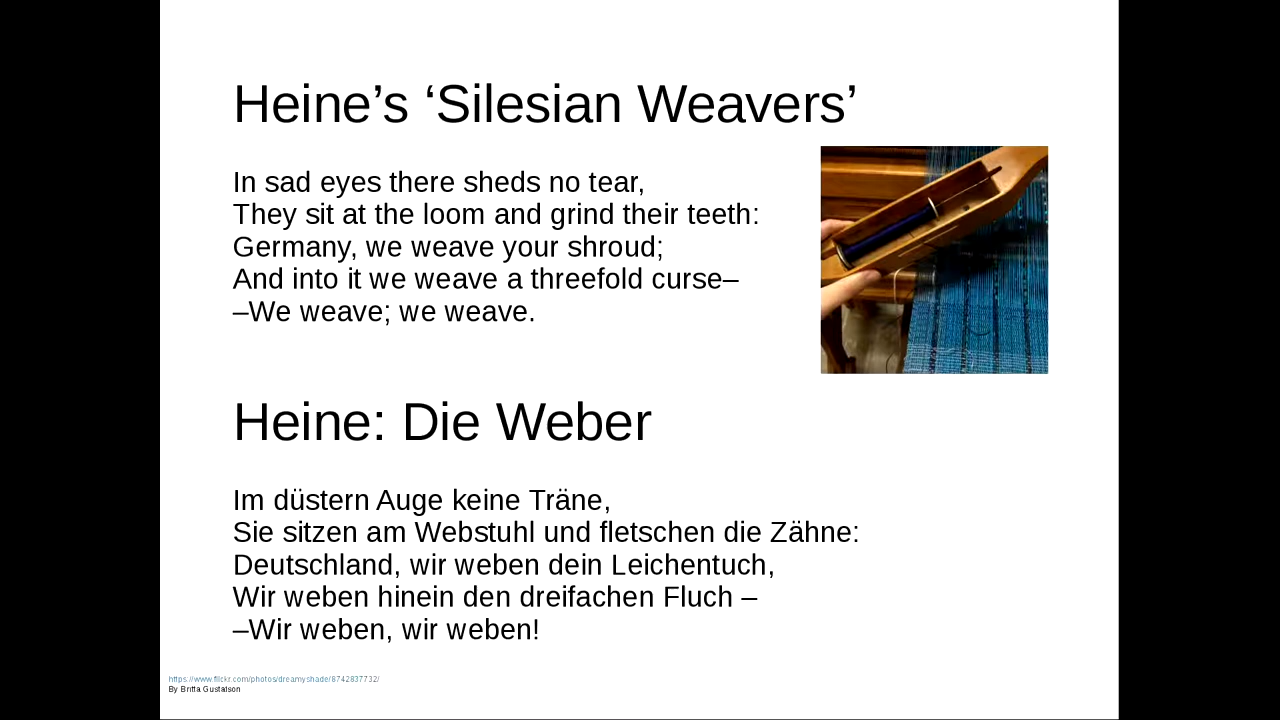 Heine’s ‘Silesian Weavers’
In sad eyes there sheds no tear,
They sit at the loom and grind their teeth:
Germany, we weave your shroud;
And into it we weave a threefold curse–
–We weave; we weave.
Heine: Die Weber
Im düstern Auge keine Träne,
Sie sitzen am Webstuhl und fletschen die Zähne:
Deutschland, wir weben dein Leichentuch,
Wir weben hinein den dreifachen Fluch –
–Wir weben, wir weben!
https://www.flickr.com/photos/dreamyshade/8742837732/
By Britta Gustafson